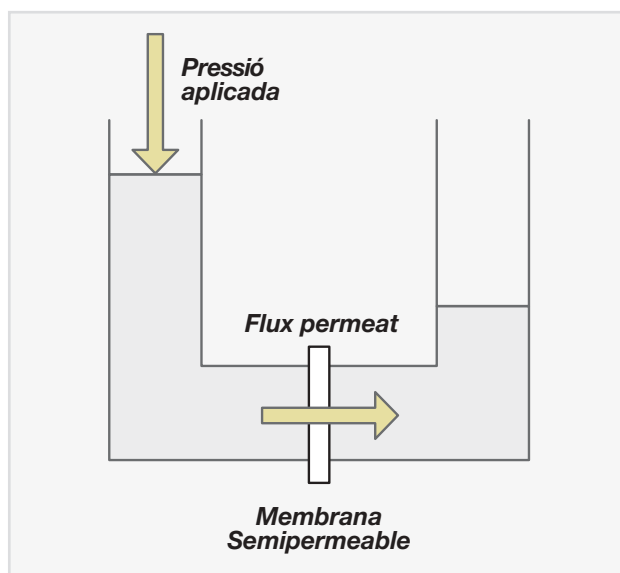 Pressió
aplicada
Flux permeat
Membrana
Semipermeable